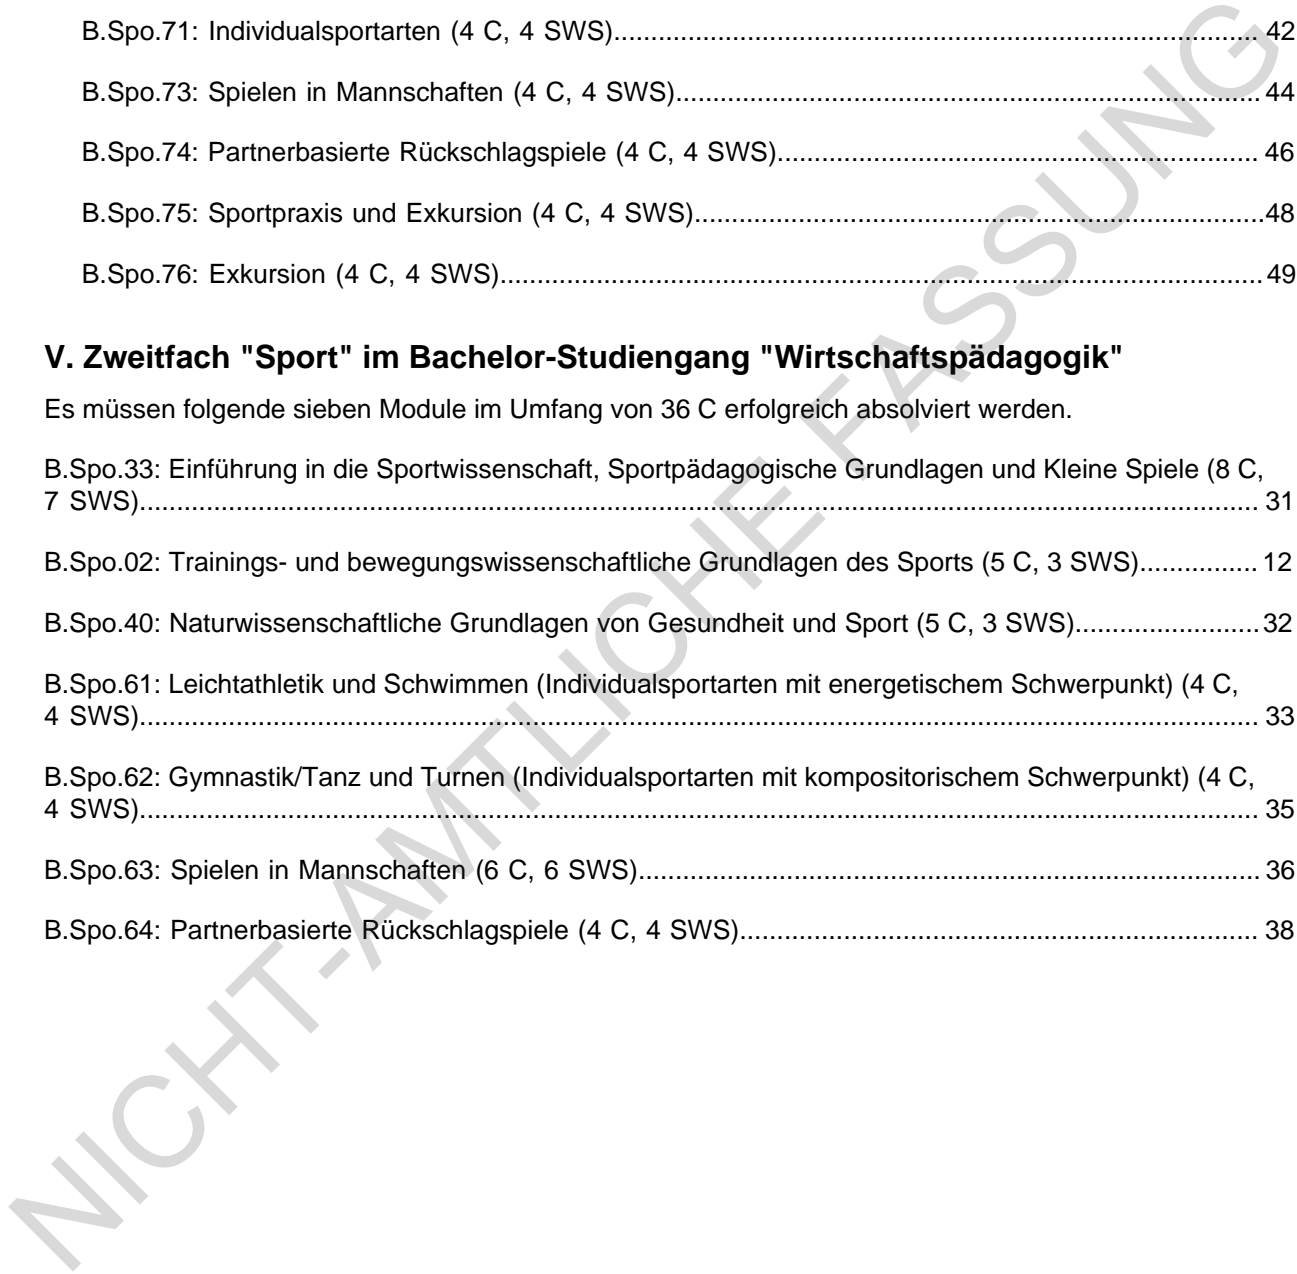 B.Spo.71: Individualsportarten (4 C, 4 SWS)........................................................................................ 42
B.Spo.73: Spielen in Mannschaften (4 C, 4 SWS)................................................................................ 44
B.Spo.74: Partnerbasierte Rückschlagspiele (4 C, 4 SWS).................................................................. 46
B.Spo.75: Sportpraxis und Exkursion (4 C, 4 SWS)..............................................................................48
B.Spo.76: Exkursion (4 C, 4 SWS).........................................................................................................49
V. Zweitfach "Sport" im Bachelor-Studiengang "Wirtschaftspädagogik"
Es müssen folgende sieben Module im Umfang von 36 C erfolgreich absolviert werden.
B.Spo.33: Einführung in die Sportwissenschaft, Sportpädagogische Grundlagen und Kleine Spiele (8 C,
7 SWS)......................................................................................................................................................... 31
B.Spo.02: Trainings- und bewegungswissenschaftliche Grundlagen des Sports (5 C, 3 SWS)................ 12
B.Spo.40: Naturwissenschaftliche Grundlagen von Gesundheit und Sport (5 C, 3 SWS).........................32
B.Spo.61: Leichtathletik und Schwimmen (Individualsportarten mit energetischem Schwerpunkt) (4 C,
4 SWS)......................................................................................................................................................... 33
B.Spo.62: Gymnastik/Tanz und Turnen (Individualsportarten mit kompositorischem Schwerpunkt) (4 C,
4 SWS)......................................................................................................................................................... 35
B.Spo.63: Spielen in Mannschaften (6 C, 6 SWS)..................................................................................... 36
B.Spo.64: Partnerbasierte Rückschlagspiele (4 C, 4 SWS)....................................................................... 38
NICHT-AMTLICHE FASSUNG